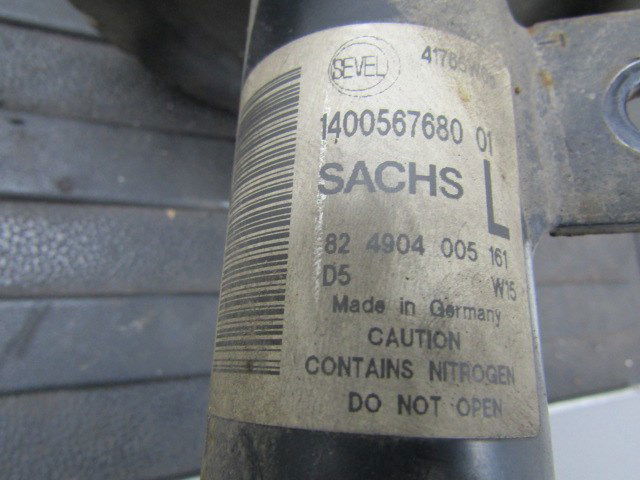 SEVEL
1400567680 01
SACHS L
82 4904 005 161
D5 W15
Made in Germany
CAUTION
CONTAINS NITROGEN
DO NOT OPEN